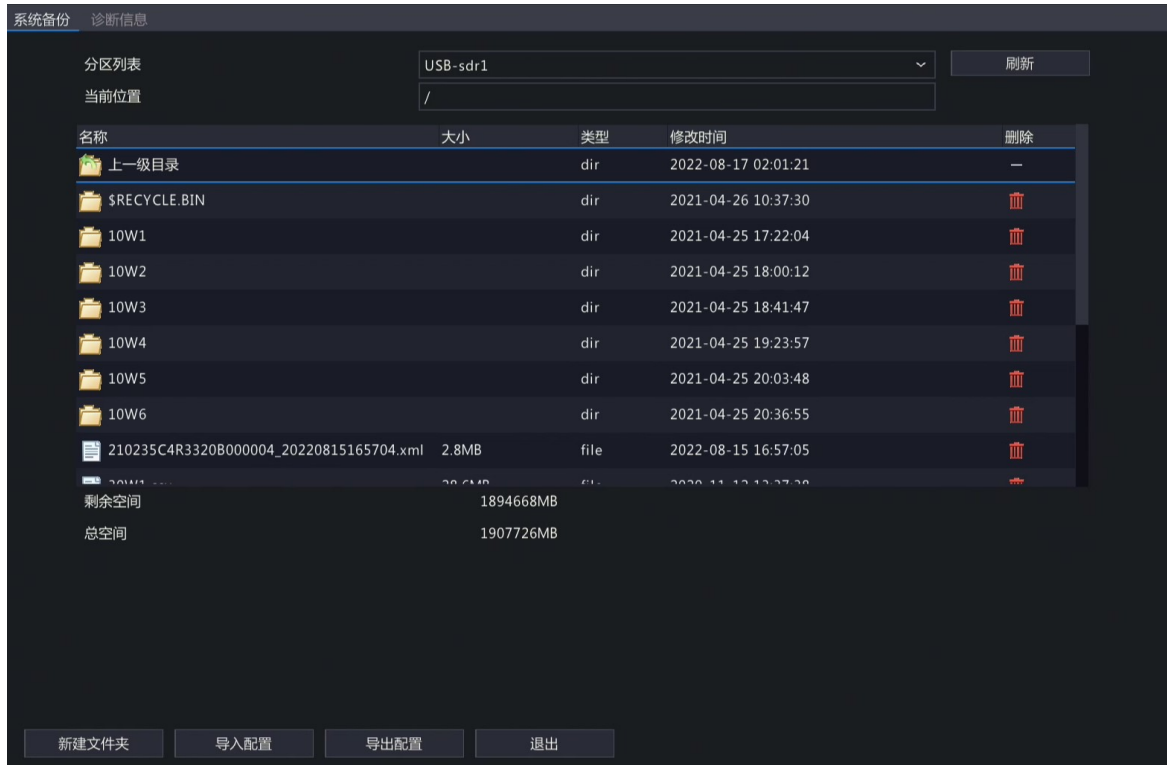 系统备份 诊断信息
分区列表 USB-sdr1 刷新
当前位置 /
名称 大小 类型 修改时间 删除
上一级目录 dir 2022-08-17 02:01:21 —
$RECYCLE.BIN dir 2021-04-26 10:37:30
10W1 dir 2021-04-25 17:22:04
10W2 dir 2021-04-25 18:00:12
10W3 dir 2021-04-25 18:41:47
10W4 dir 2021-04-25 19:23:57
10W5 dir 2021-04-25 20:03:48
10W6 dir 2021-04-25 20:36:55
210235C4R3320B000004_20220815165704.xml 2.8MB file 2022-08-15 16:57:05
剩余空间 1894668MB
总空间 1907726MB
新建文件夹 导入配置 导出配置 退出